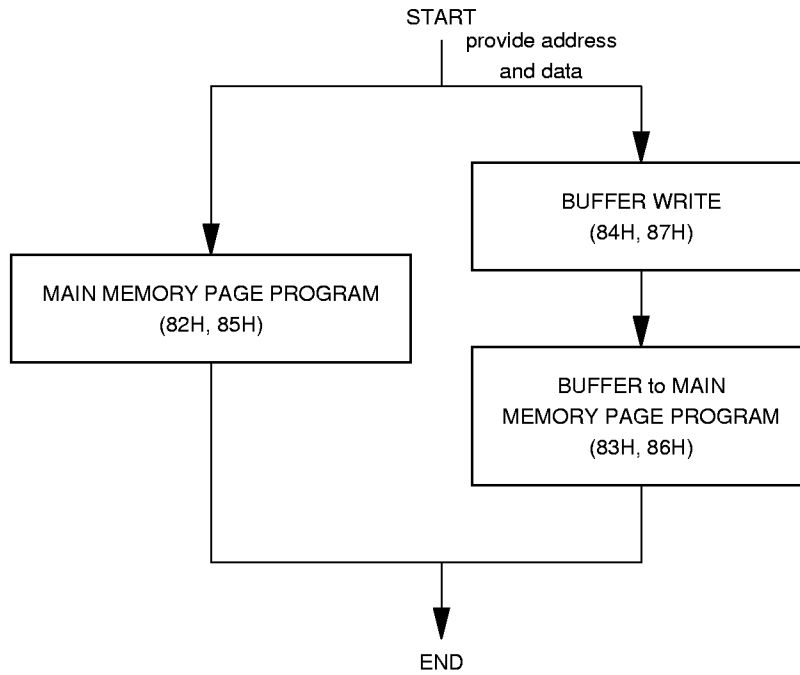 START
provide address
and data
BUFFER WRITE
(84H, 87H)
MAIN MEMORY PAGE PROGRAM
(82H, 85H)
BUFFER to MAIN
MEMORY PAGE PROGRAM
(83H, 86H)
END